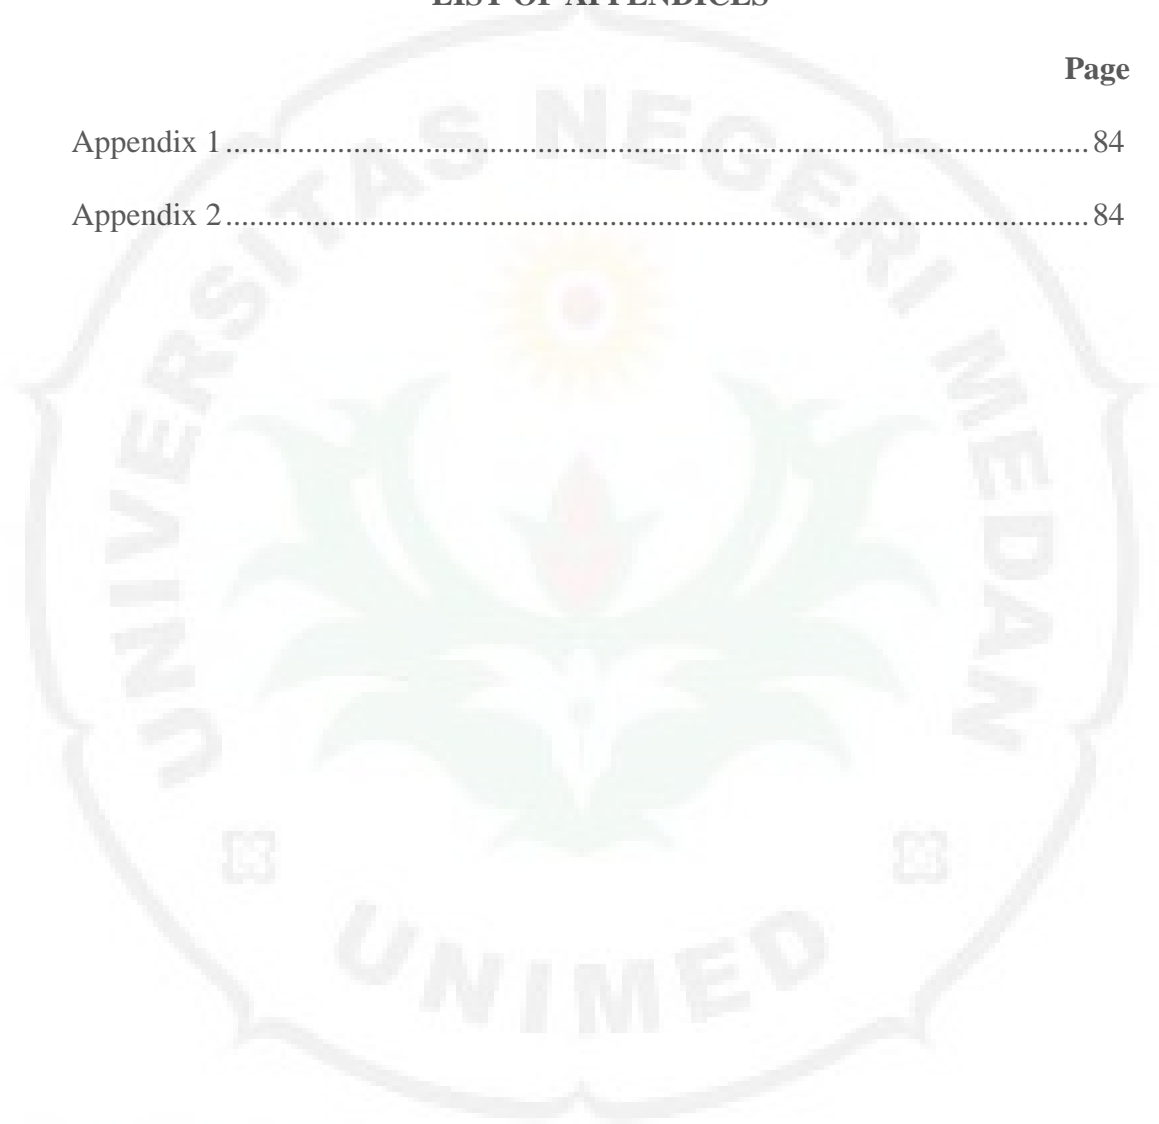 LIST OF APPENDICES
Page
Appendix 1.....................................................................................................84
Appendix 2.....................................................................................................84
UNIVERSITAS NEGERI MEDAN
UNIMED